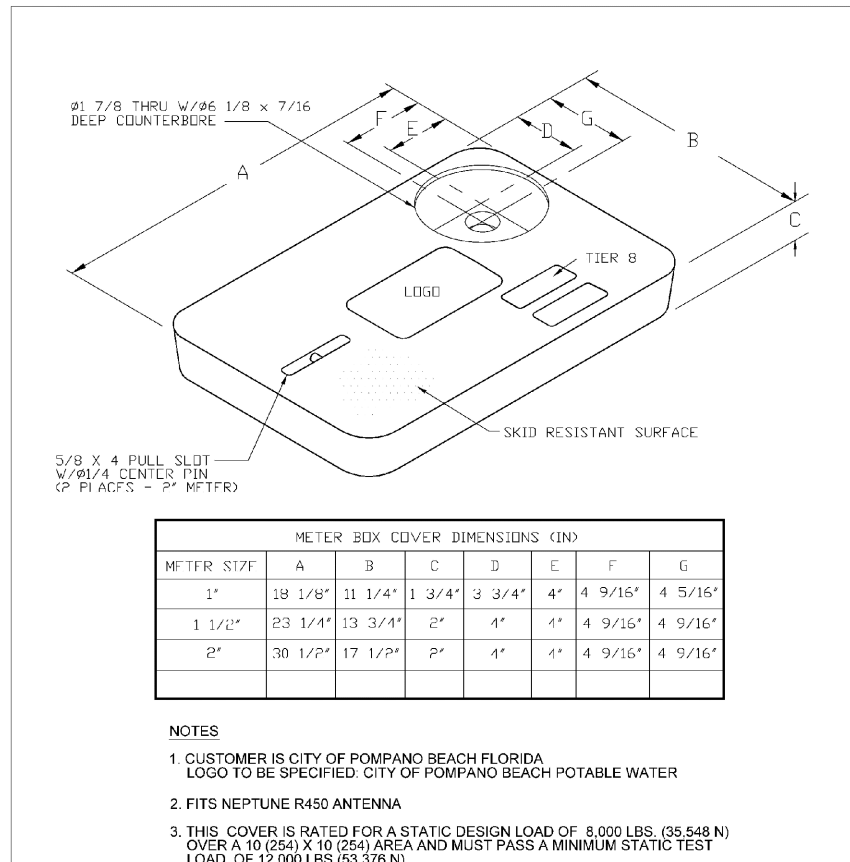 Ø1 7/8 THRU W/Ø6 1/8 x 7/16
DEEP COUNTERBORE
F
E
D
G
B
A
C
TIER 8
LOGO
SKID RESISTANT SURFACE
5/8 X 4 PULL SLOT
W/Ø1/4 CENTER PIN
(2 PLACES - 2" METER)
METER BOX COVER DIMENSIONS (IN)
METER SIZE A B C D E F G
1" 18 1/8" 11 1/4" 1 3/4" 3 3/4" 4" 4 9/16" 4 5/16"
1 1/2" 23 1/4" 13 3/4" 2" 4" 4" 4 9/16" 4 9/16"
2" 30 1/2" 17 1/2" 2" 4" 4" 4 9/16" 4 9/16"
NOTES
1. CUSTOMER IS CITY OF POMPANO BEACH FLORIDA
LOGO TO BE SPECIFIED: CITY OF POMPANO BEACH POTABLE WATER
2. FITS NEPTUNE R450 ANTENNA
3. THIS COVER IS RATED FOR A STATIC DESIGN LOAD OF 8,000 LBS. (35,548 N)
OVER A 10 (254) X 10 (254) AREA AND MUST PASS A MINIMUM STATIC TEST
LOAD OF 12,000 LBS (53,376 N)